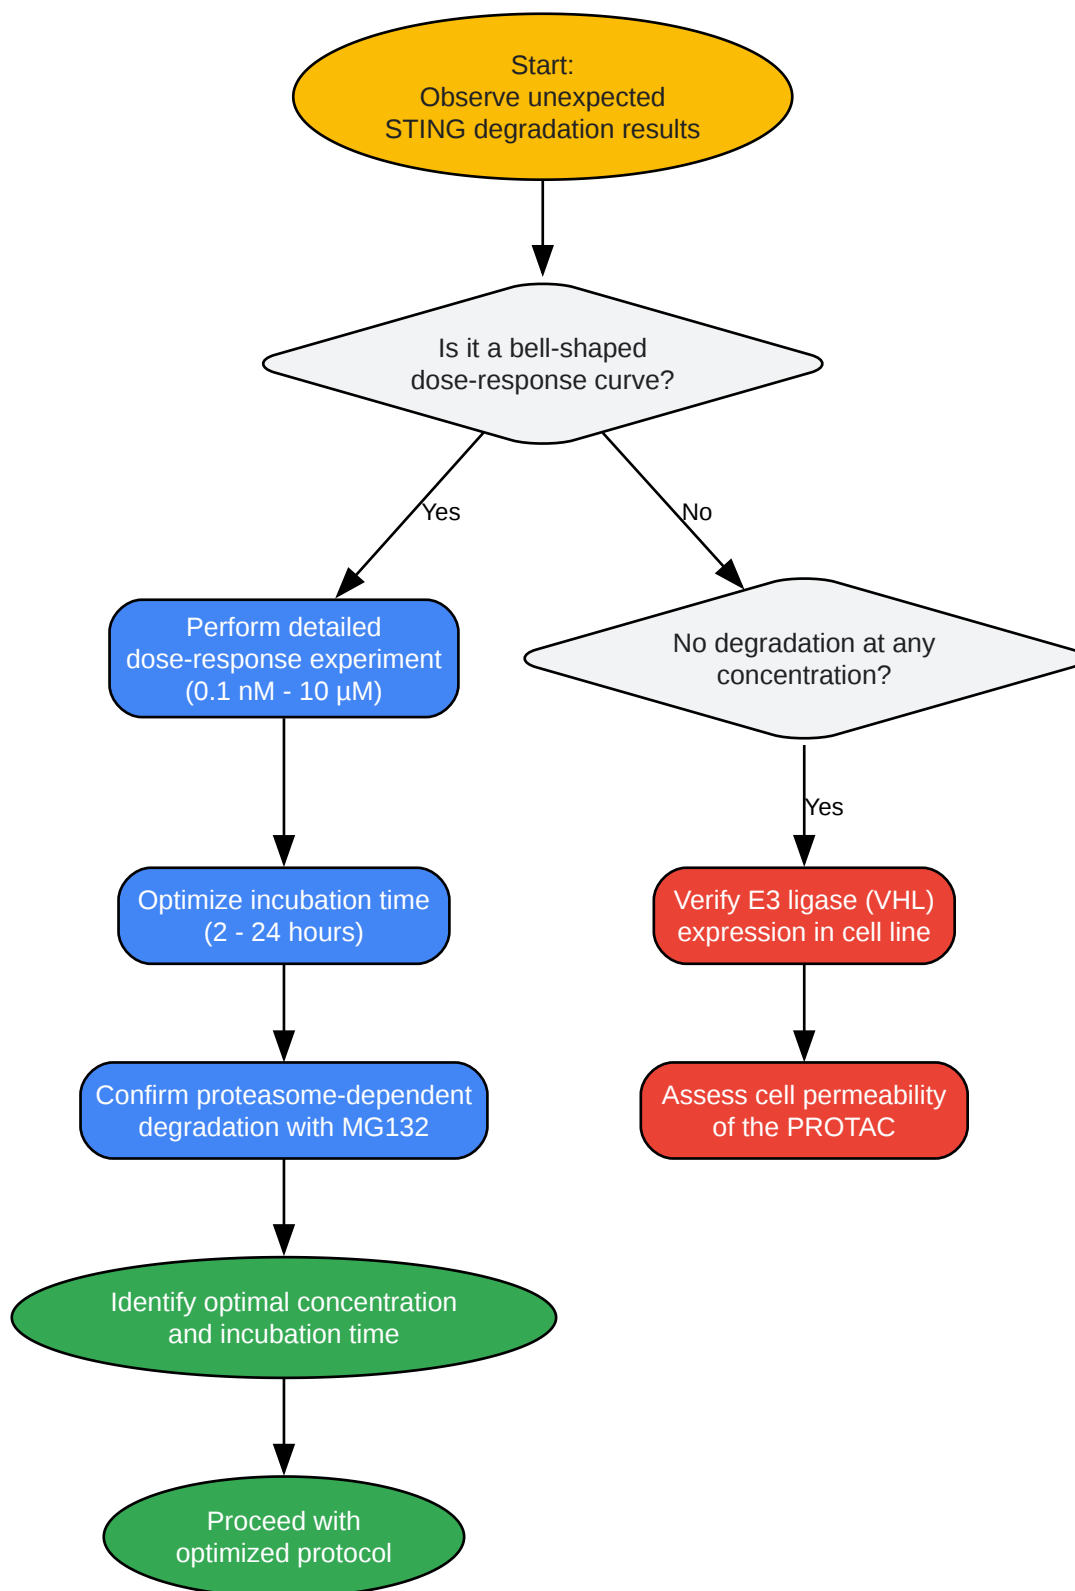 Start:
Observe unexpected
STING degradation results
Is it a bell-shaped
dose-response curve?
Yes
No
Perform detailed
dose-response experiment
(0.1 nM - 10 µM)
No degradation at any
concentration?
Yes
Optimize incubation time
(2 - 24 hours)
Verify E3 ligase (VHL)
expression in cell line
Confirm proteasome-dependent
degradation with MG132
Assess cell permeability
of the PROTAC
Identify optimal concentration
and incubation time
Proceed with
optimized protocol